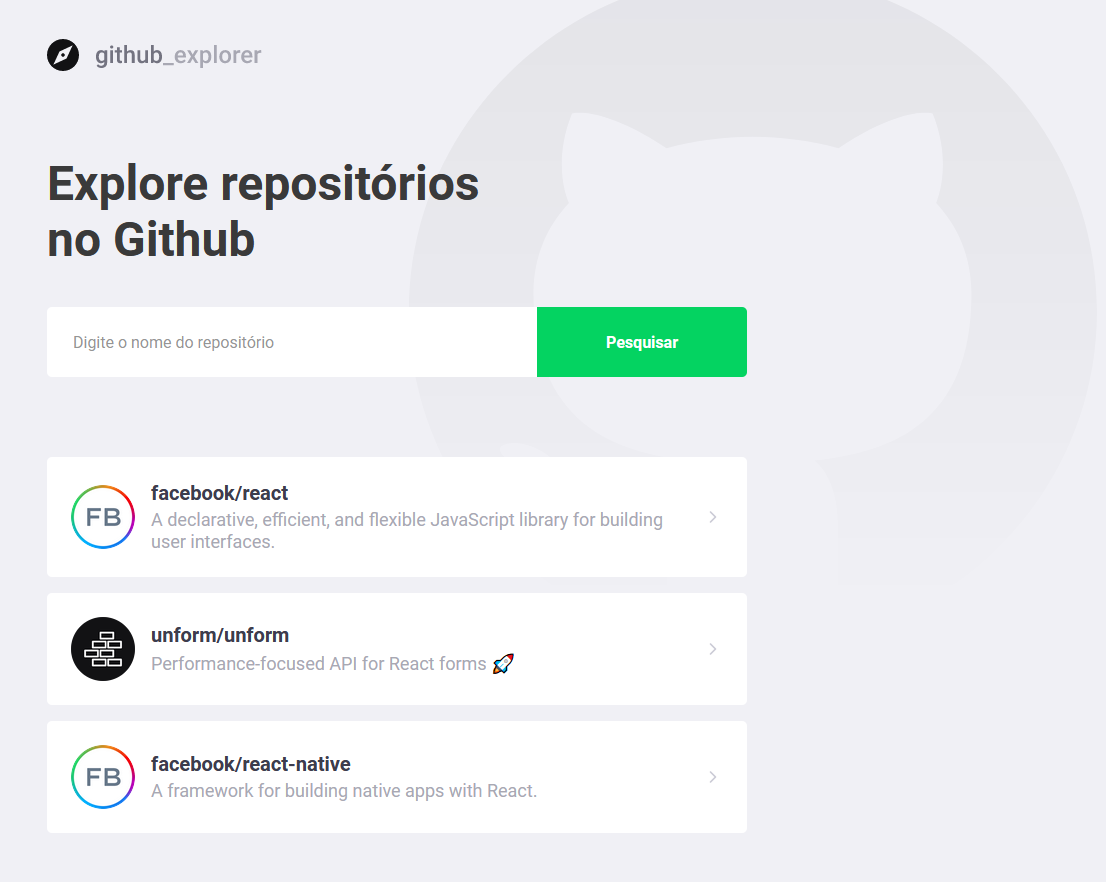 github_explorer
Explore repositórios
no Github
Digite o nome do repositório
Pesquisar
FB
facebook/react
A declarative, efficient, and flexible JavaScript library for building
user interfaces.
unform/unform
Performance-focused API for React forms 🚀
FB
facebook/react-native
A framework for building native apps with React.